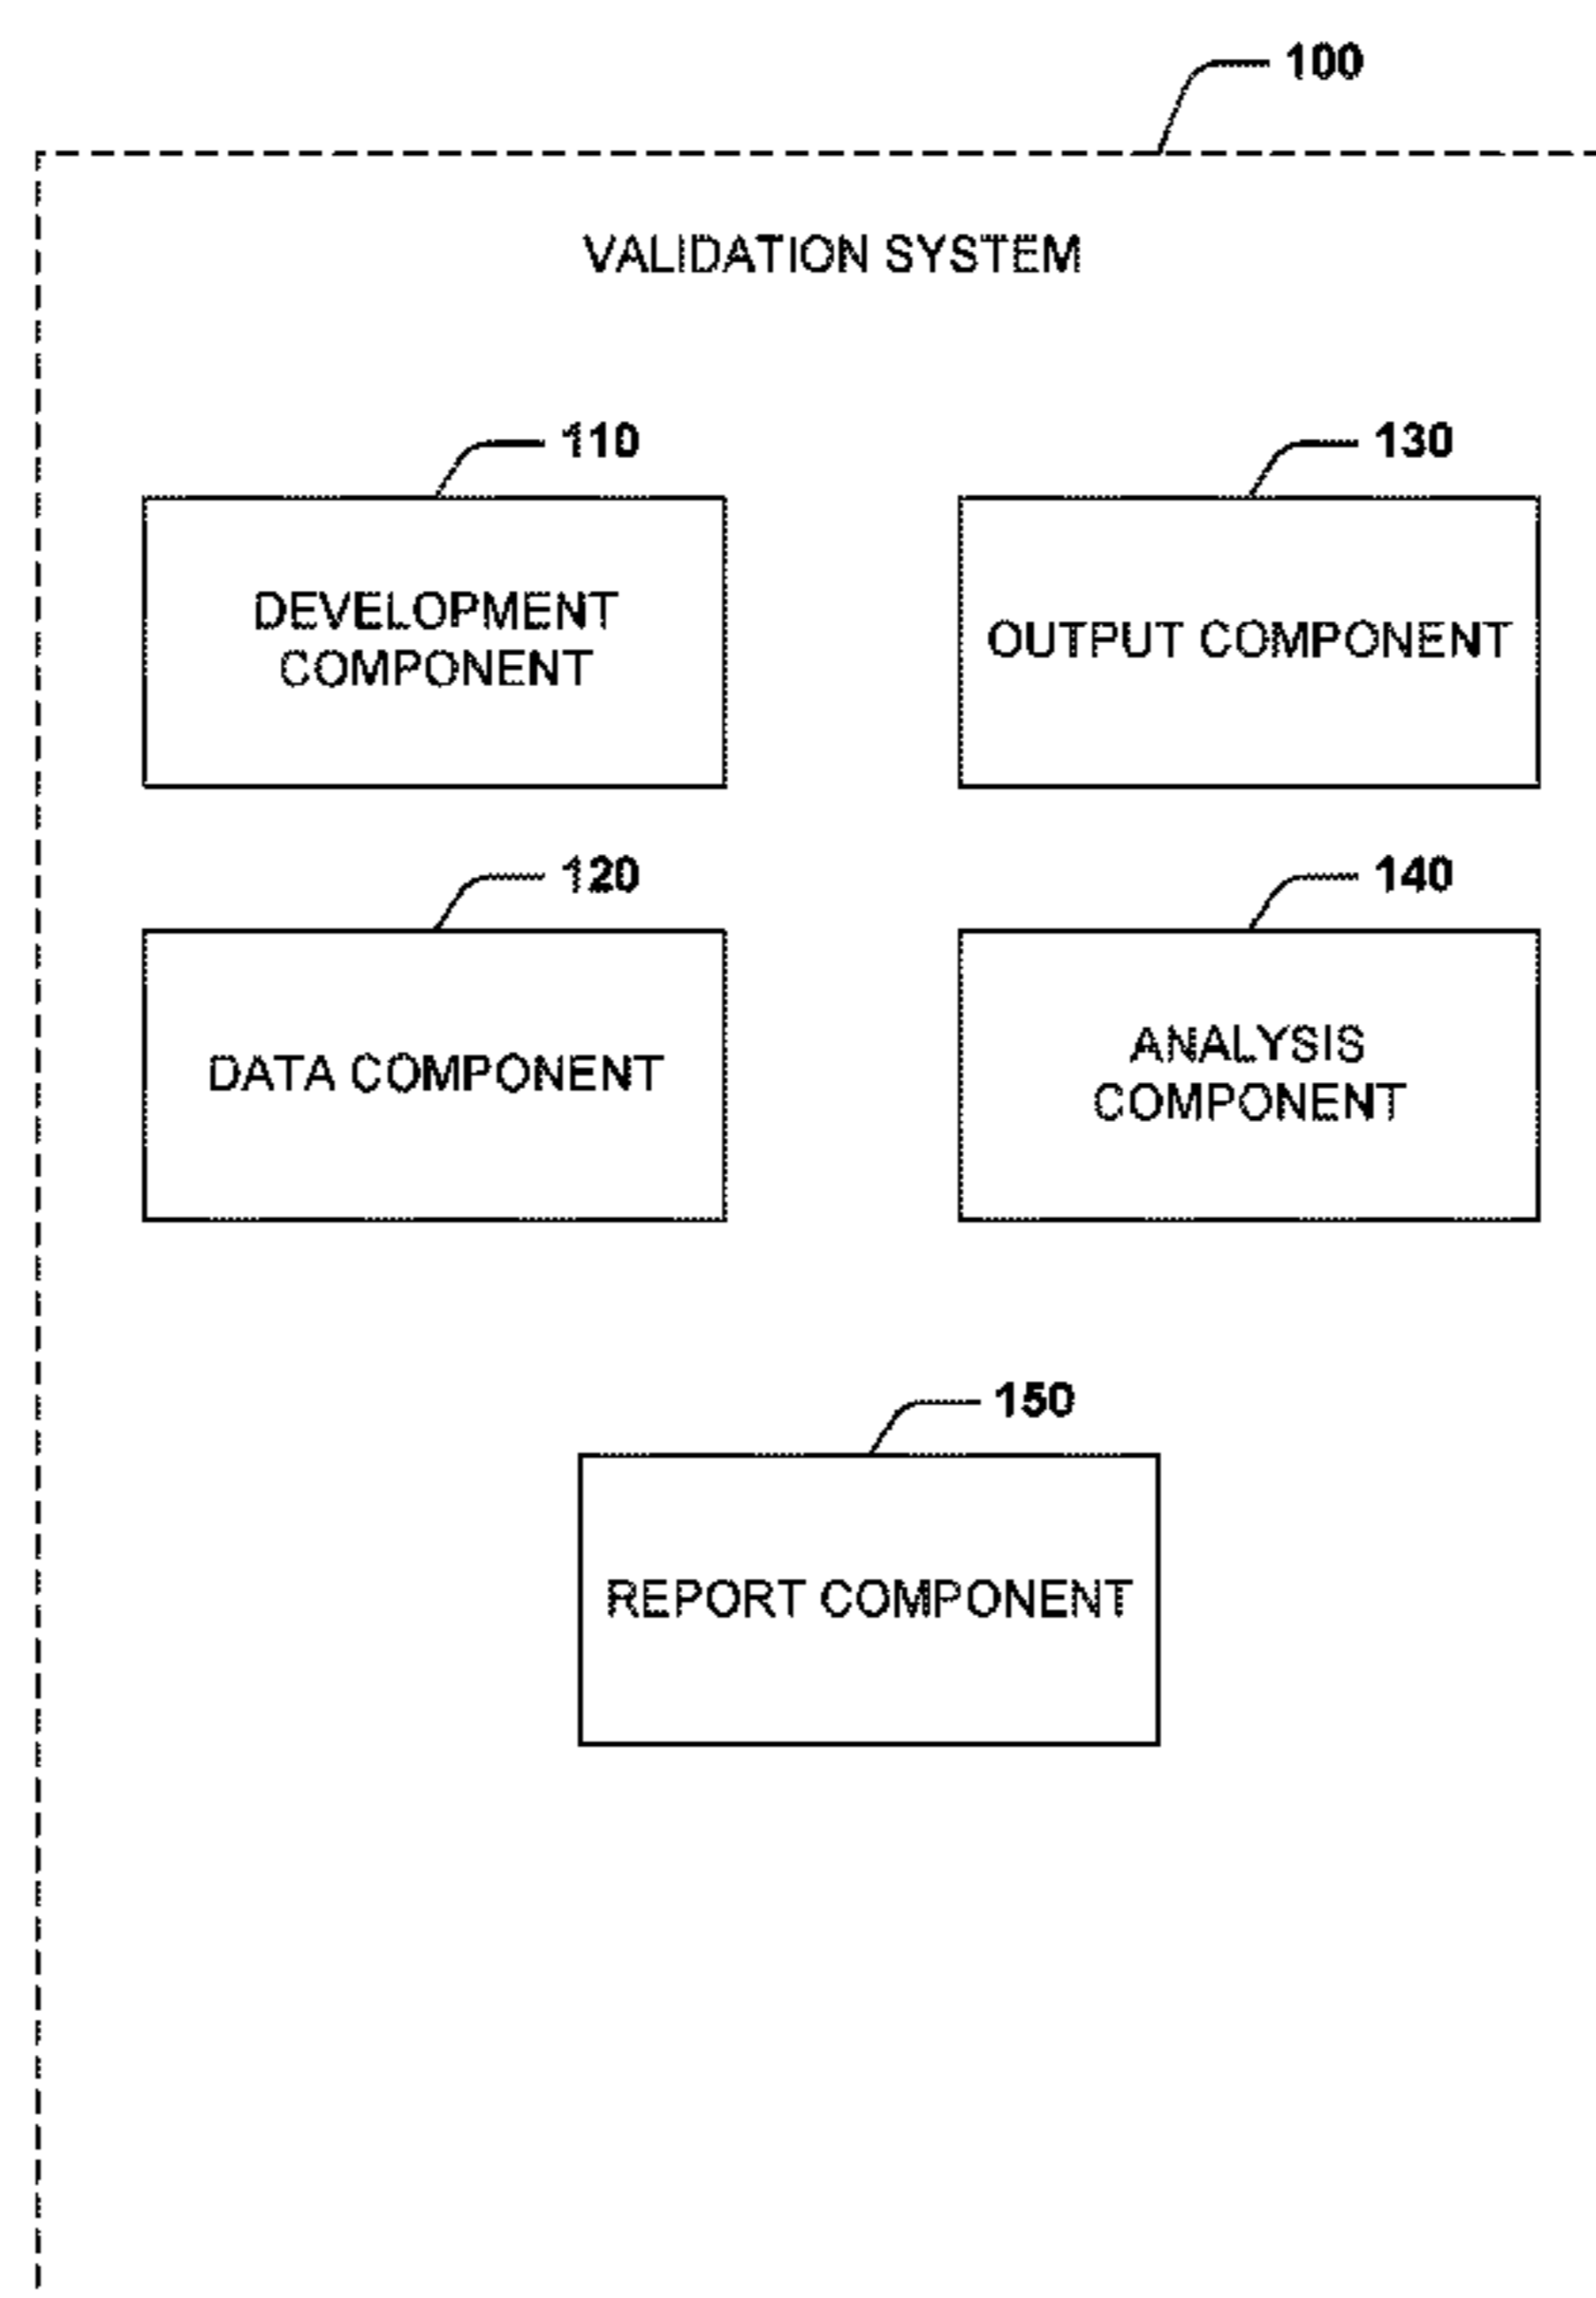 100
VALIDATION SYSTEM
110
DEVELOPMENT
COMPONENT
130
OUTPUT COMPONENT
120
DATA COMPONENT
140
ANALYSIS
COMPONENT
150
REPORT COMPONENT